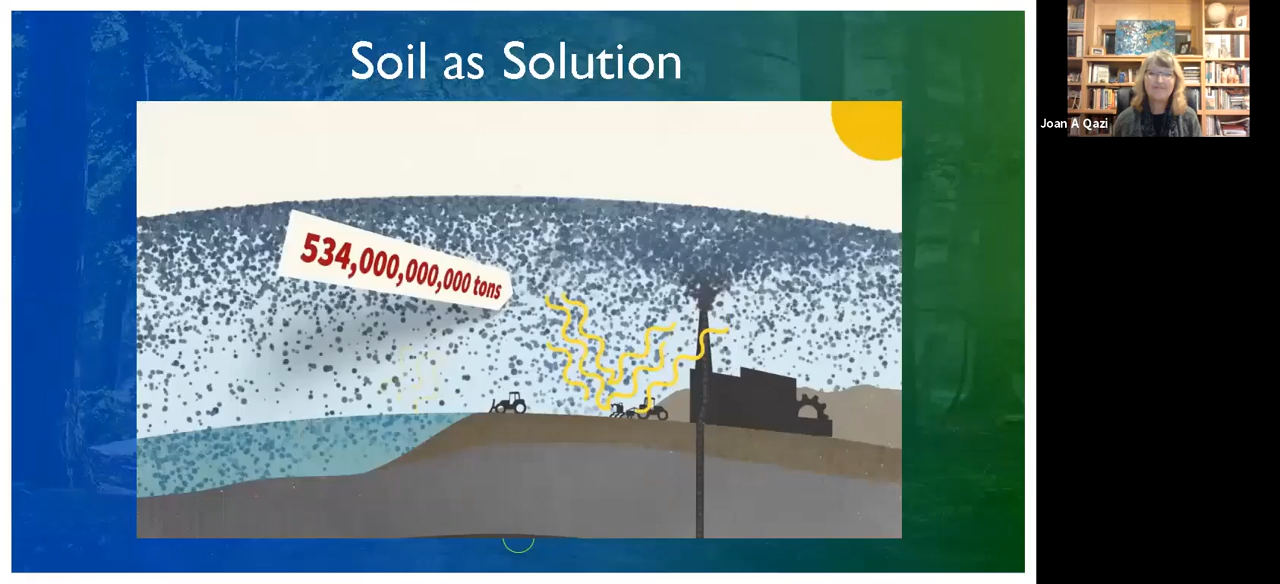 Soil as Solution
534,000,000,000 tons
Joan A Qazi